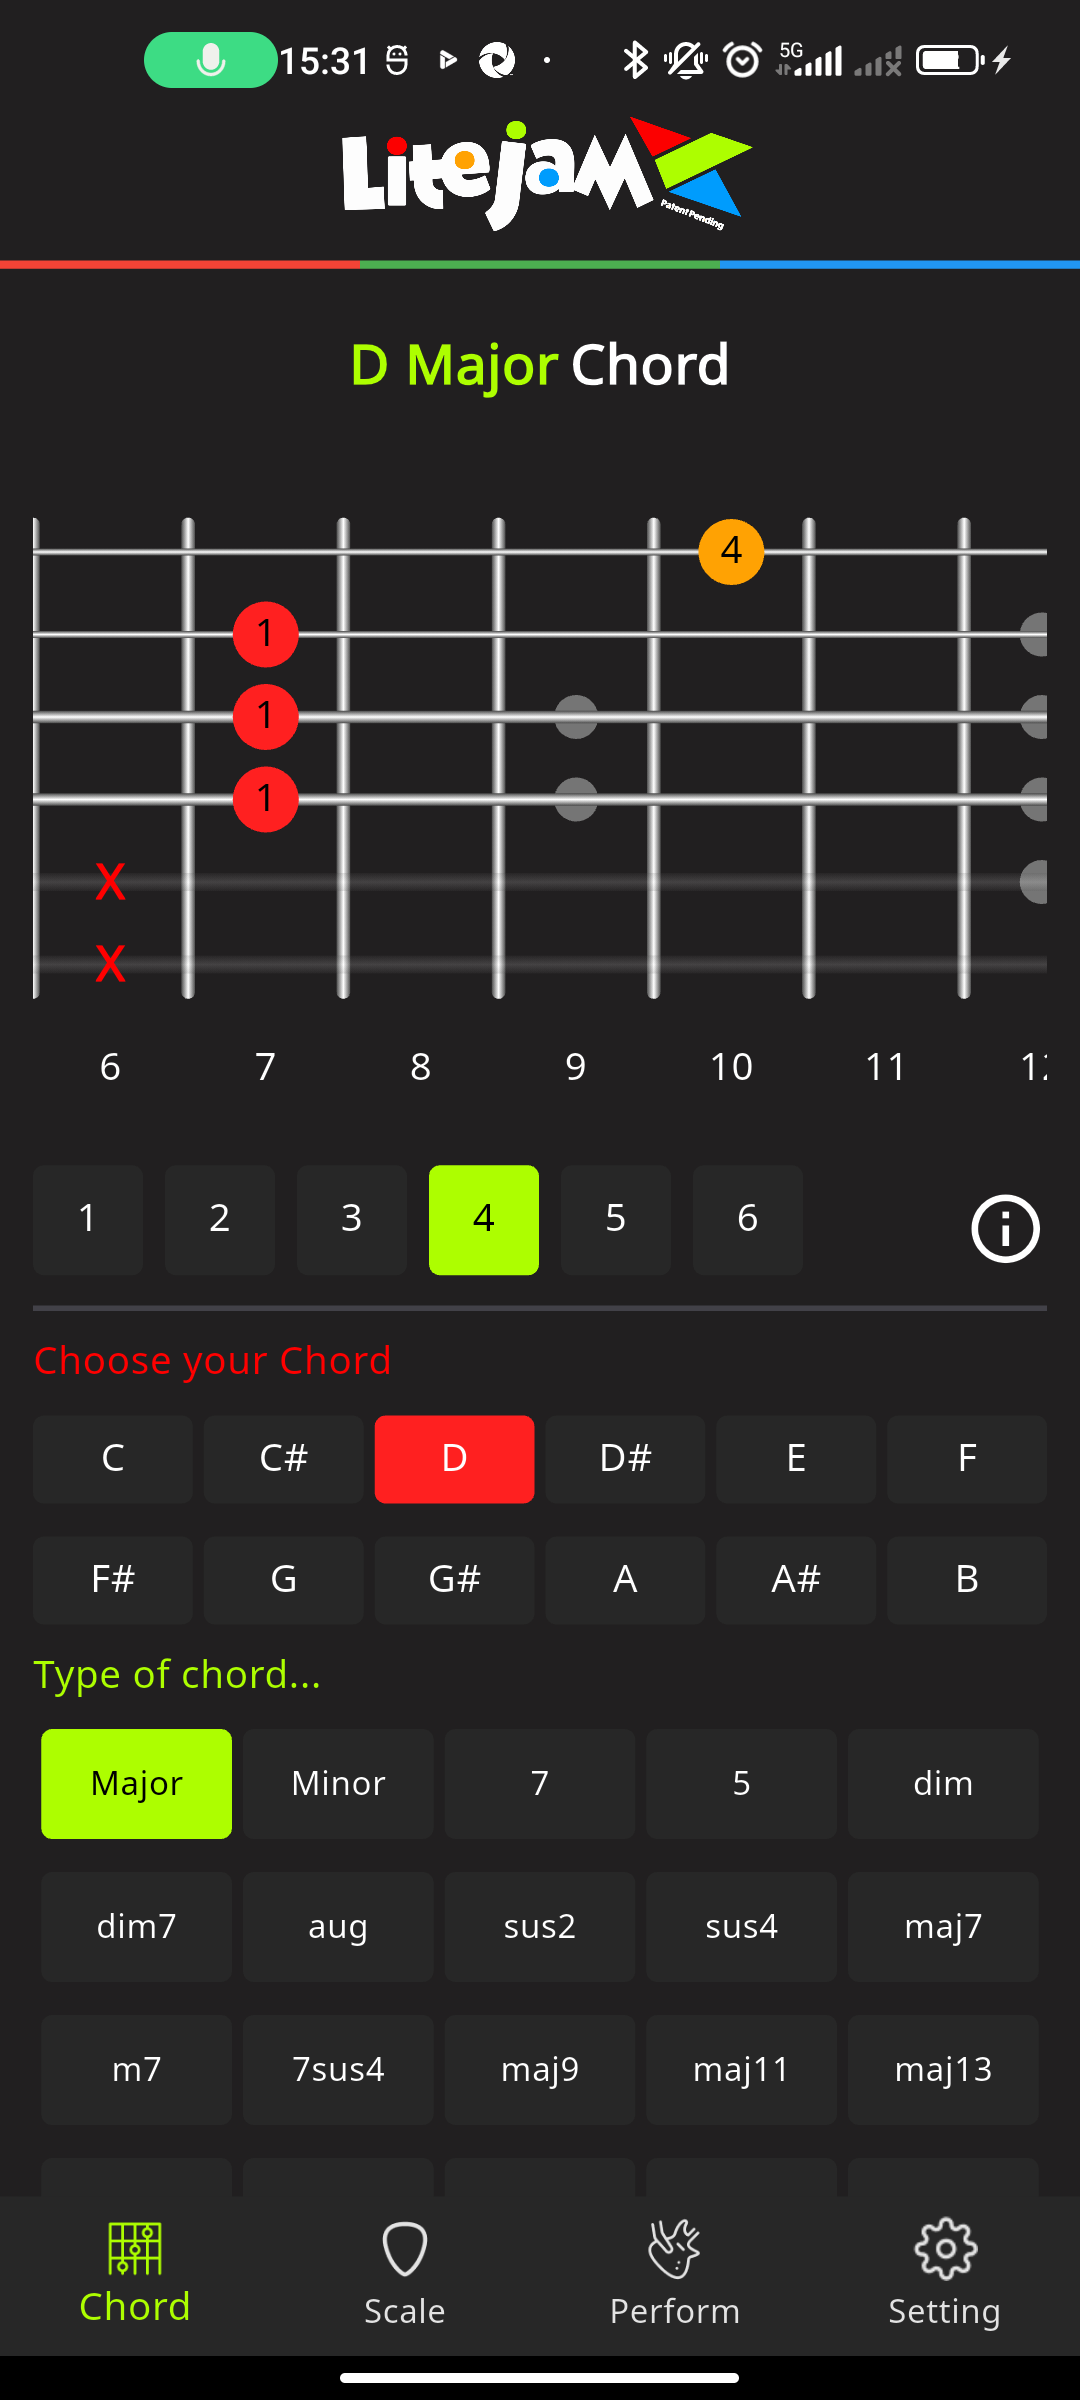 15:31
5G
LitejaM
Patent Pending
D Major Chord
4
1
1
1
X
X
6 7 8 9 10 11
1 2 3 4 5 6
Choose your Chord
C C# D D# E F
F# G G# A A# B
Type of chord...
Major Minor 7 5 dim
dim7 aug sus2 sus4 maj7
m7 7sus4 maj9 maj11 maj13
Chord Scale Perform Setting